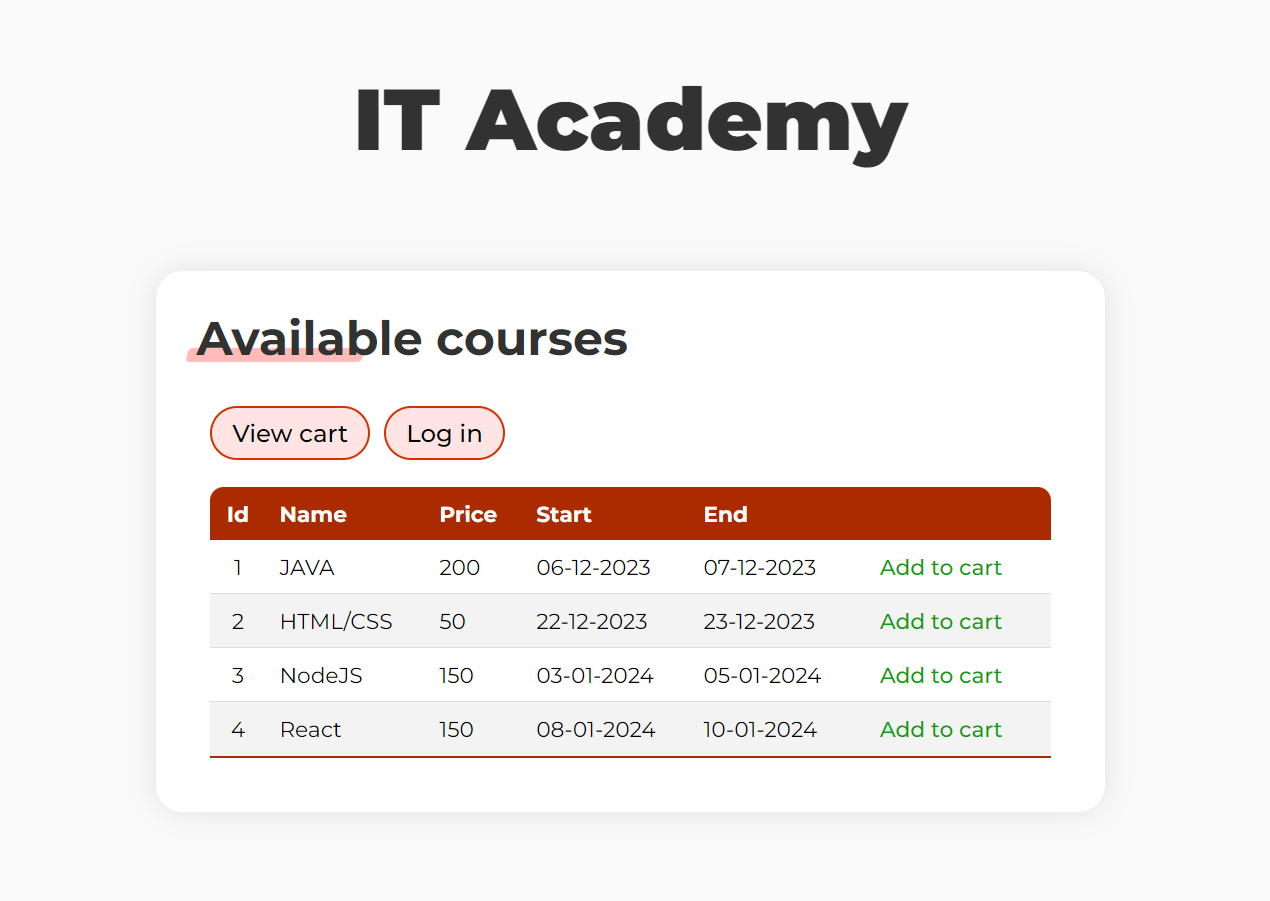 IT Academy
Available courses
View cart Log in
Id Name Price Start End
1 JAVA 200 06-12-2023 07-12-2023 Add to cart
2 HTML/CSS 50 22-12-2023 23-12-2023 Add to cart
3 NodeJS 150 03-01-2024 05-01-2024 Add to cart
4 React 150 08-01-2024 10-01-2024 Add to cart